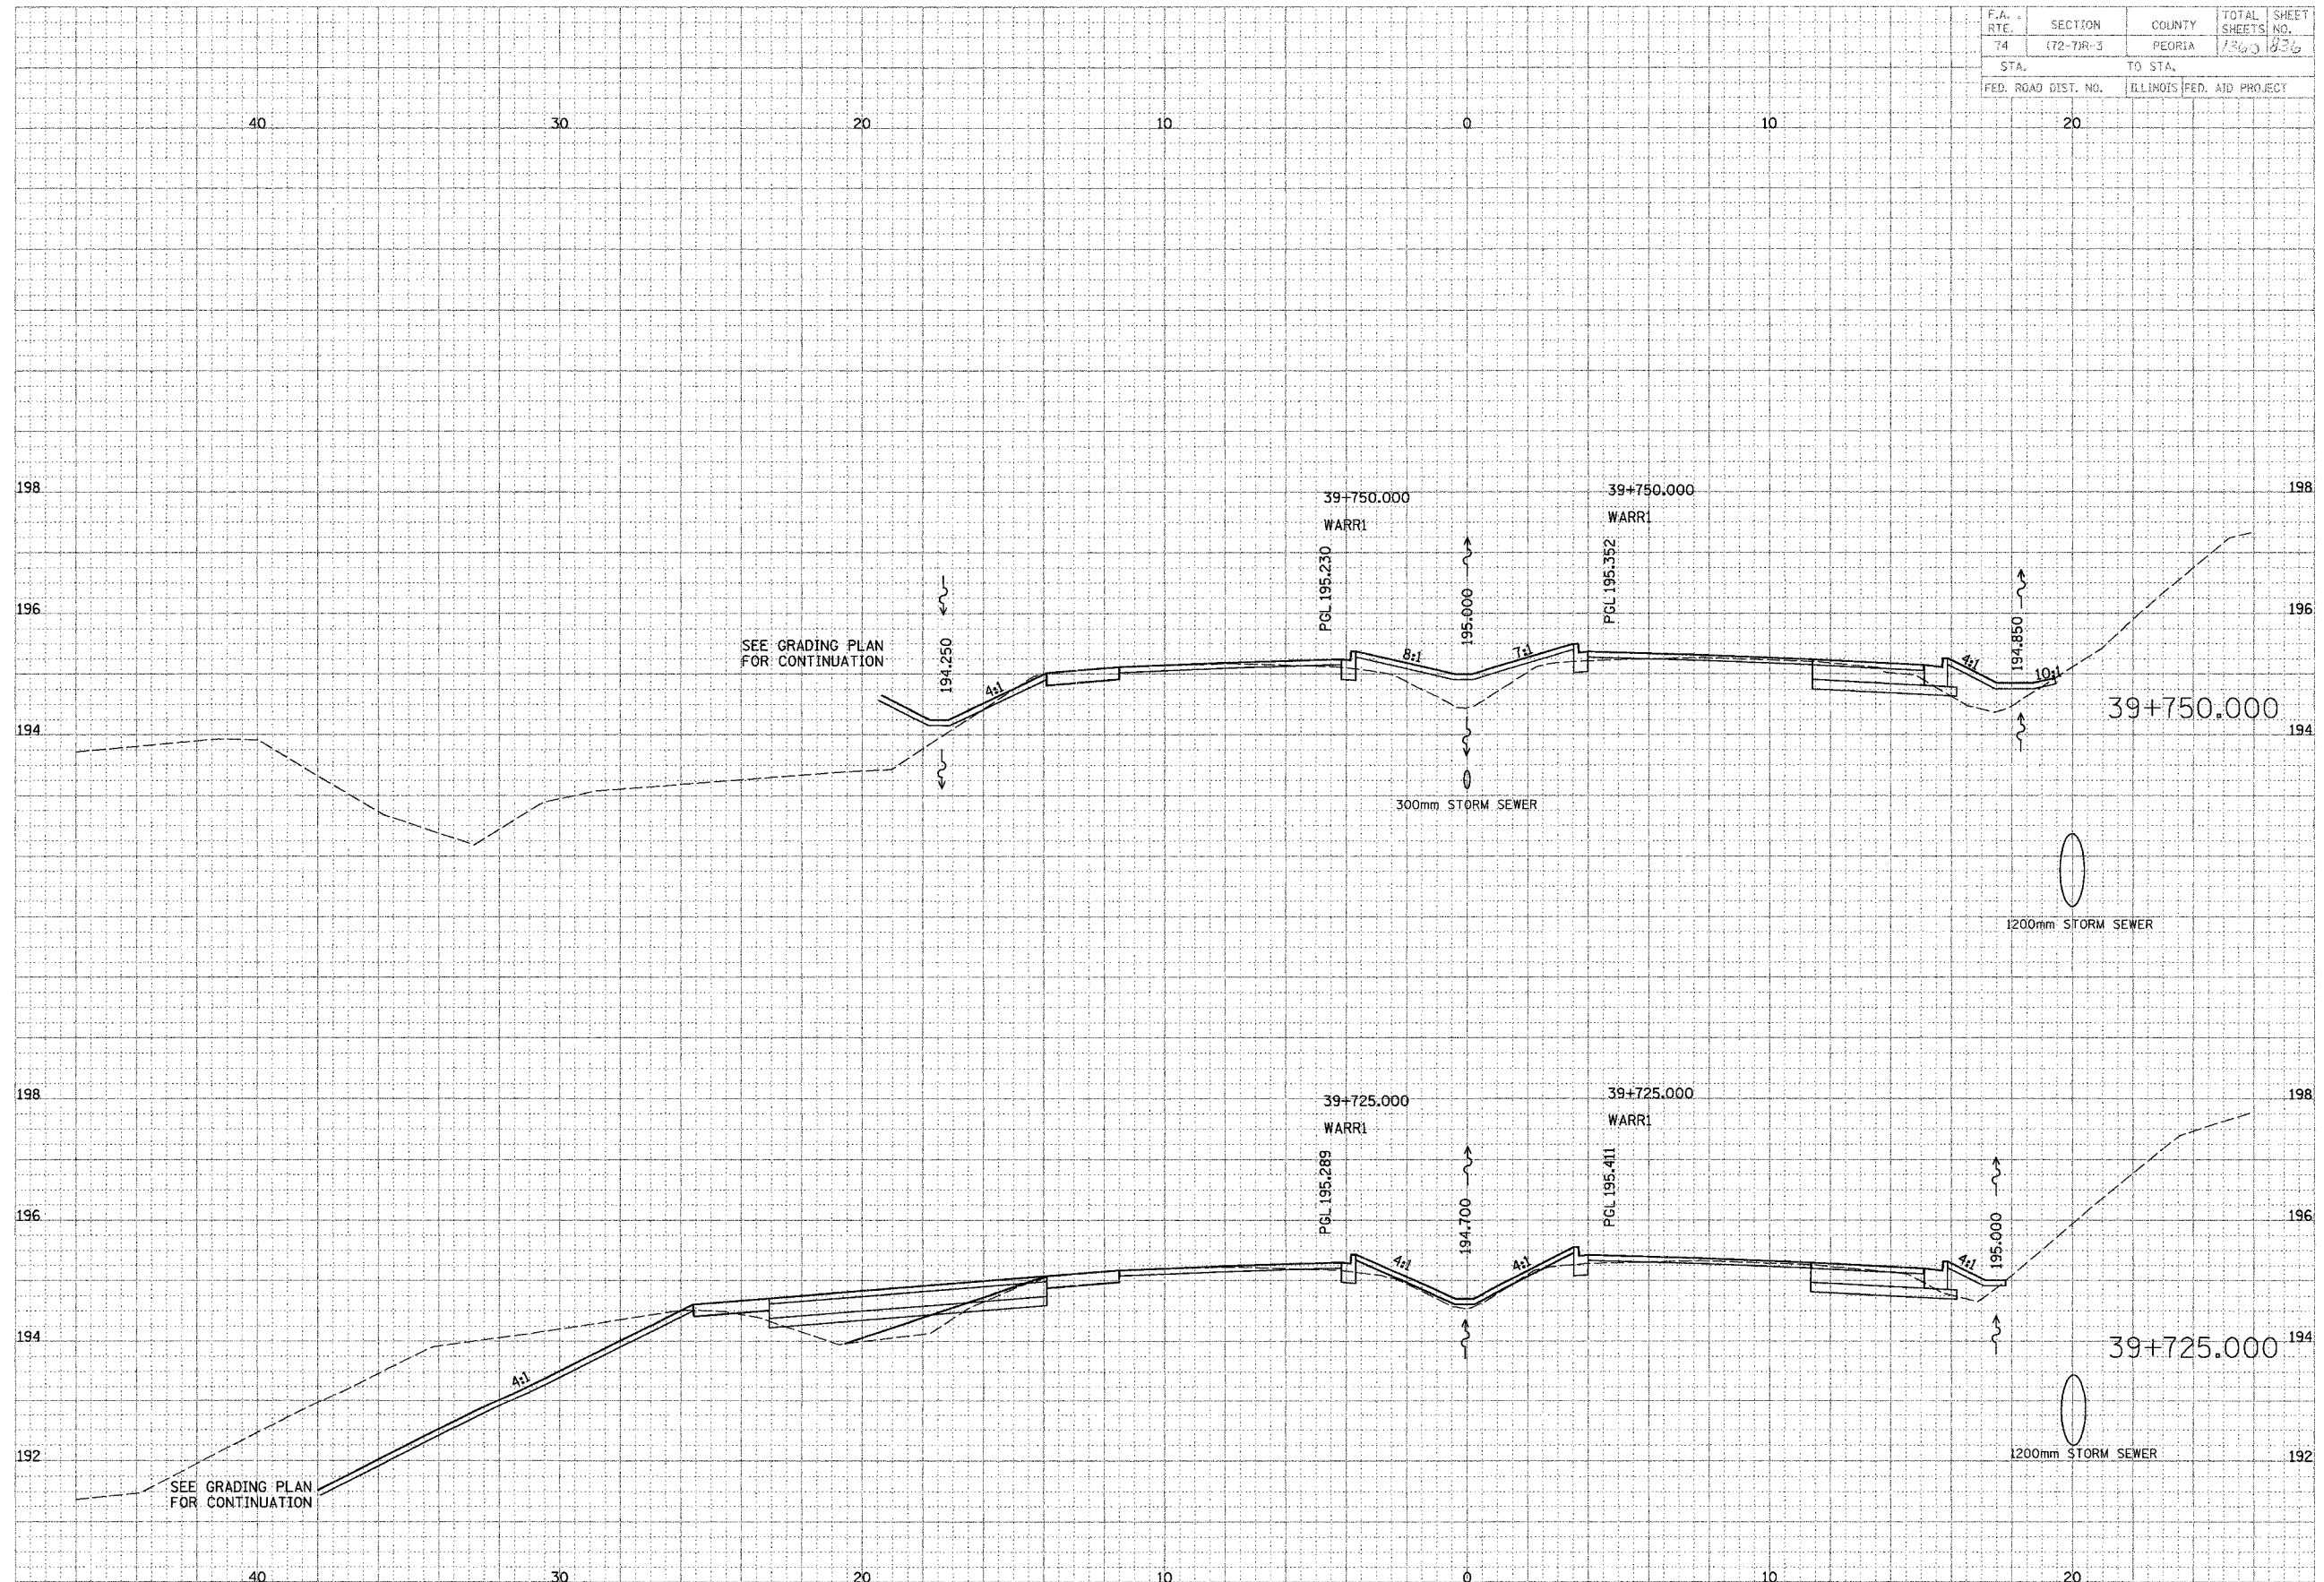 F.A. RTE. SECTION COUNTY TOTAL SHEETS SHEET NO.
74 (72-7)R-3 PEORIA 1360 836
STA. TO STA.
FED. ROAD DIST. NO. ILLINOIS FED. AID PROJECT
40 30 20 10 0 10 20
198 198
39+750.000
WARR1
PGL 195.230
39+750.000
WARR1
PGL 195.352
196 196
SEE GRADING PLAN
FOR CONTINUATION
194.250
4:1
8:1
195.000
7:1
4:1
194.850
10:1
39+750.000
194 194
300mm STORM SEWER
1200mm STORM SEWER
198 198
39+725.000
WARR1
PGL 195.289
39+725.000
WARR1
PGL 195.411
196 196
4:1
194.700
4:1
4:1
195.000
194 194
39+725.000
4:1
192 192
1200mm STORM SEWER
SEE GRADING PLAN
FOR CONTINUATION
40 30 20 10 0 10 20